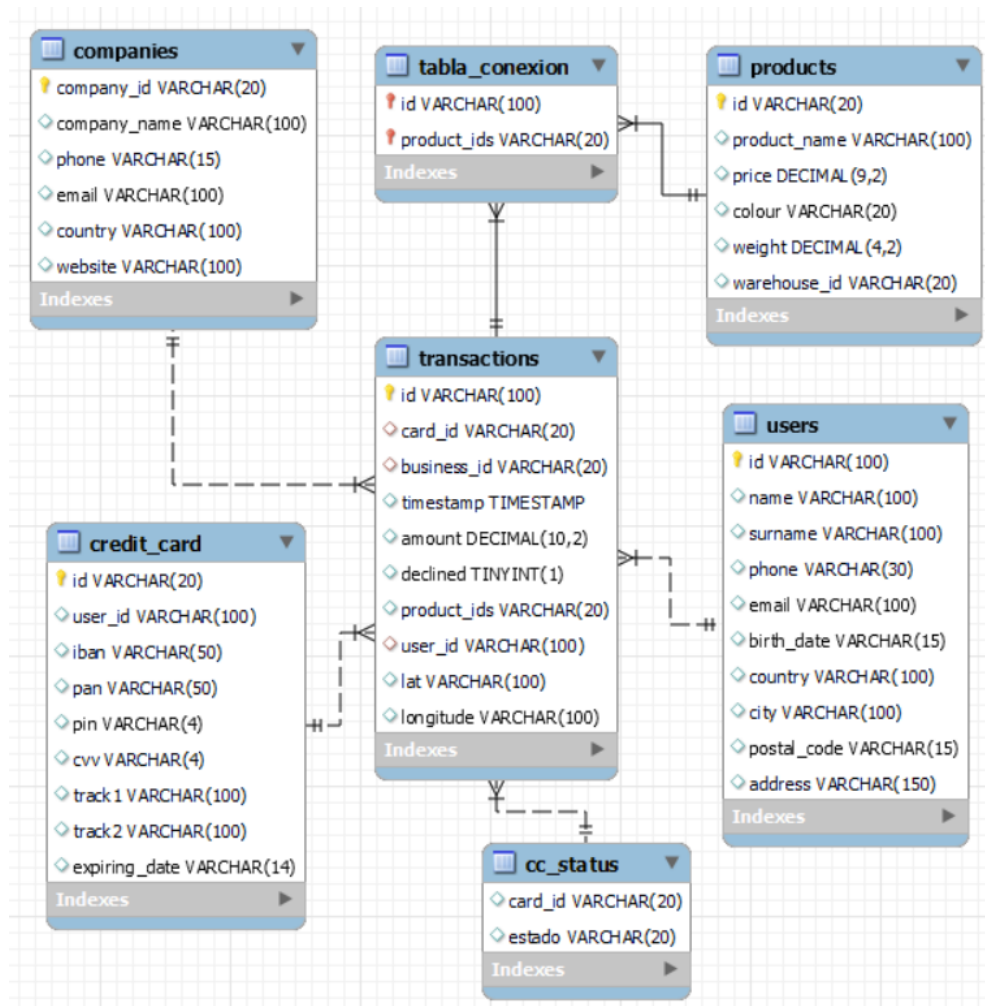 companies
company_id VARCHAR(20)
company_name VARCHAR(100)
phone VARCHAR(15)
email VARCHAR(100)
country VARCHAR(100)
website VARCHAR(100)
Indexes
tabla_conexion
id VARCHAR(100)
product_ids VARCHAR(20)
Indexes
products
id VARCHAR(20)
product_name VARCHAR(100)
price DECIMAL(9,2)
colour VARCHAR(20)
weight DECIMAL(4,2)
warehouse_id VARCHAR(20)
Indexes
transactions
id VARCHAR(100)
card_id VARCHAR(20)
business_id VARCHAR(20)
timestamp TIMESTAMP
amount DECIMAL(10,2)
declined TINYINT(1)
product_ids VARCHAR(20)
user_id VARCHAR(100)
lat VARCHAR(100)
longitude VARCHAR(100)
Indexes
users
id VARCHAR(100)
name VARCHAR(100)
surname VARCHAR(100)
phone VARCHAR(30)
email VARCHAR(100)
birth_date VARCHAR(15)
country VARCHAR(100)
city VARCHAR(100)
postal_code VARCHAR(15)
address VARCHAR(150)
Indexes
credit_card
id VARCHAR(20)
user_id VARCHAR(100)
iban VARCHAR(50)
pan VARCHAR(50)
pin VARCHAR(4)
cvv VARCHAR(4)
track1 VARCHAR(100)
track2 VARCHAR(100)
expiring_date VARCHAR(14)
Indexes
cc_status
card_id VARCHAR(20)
estado VARCHAR(20)
Indexes